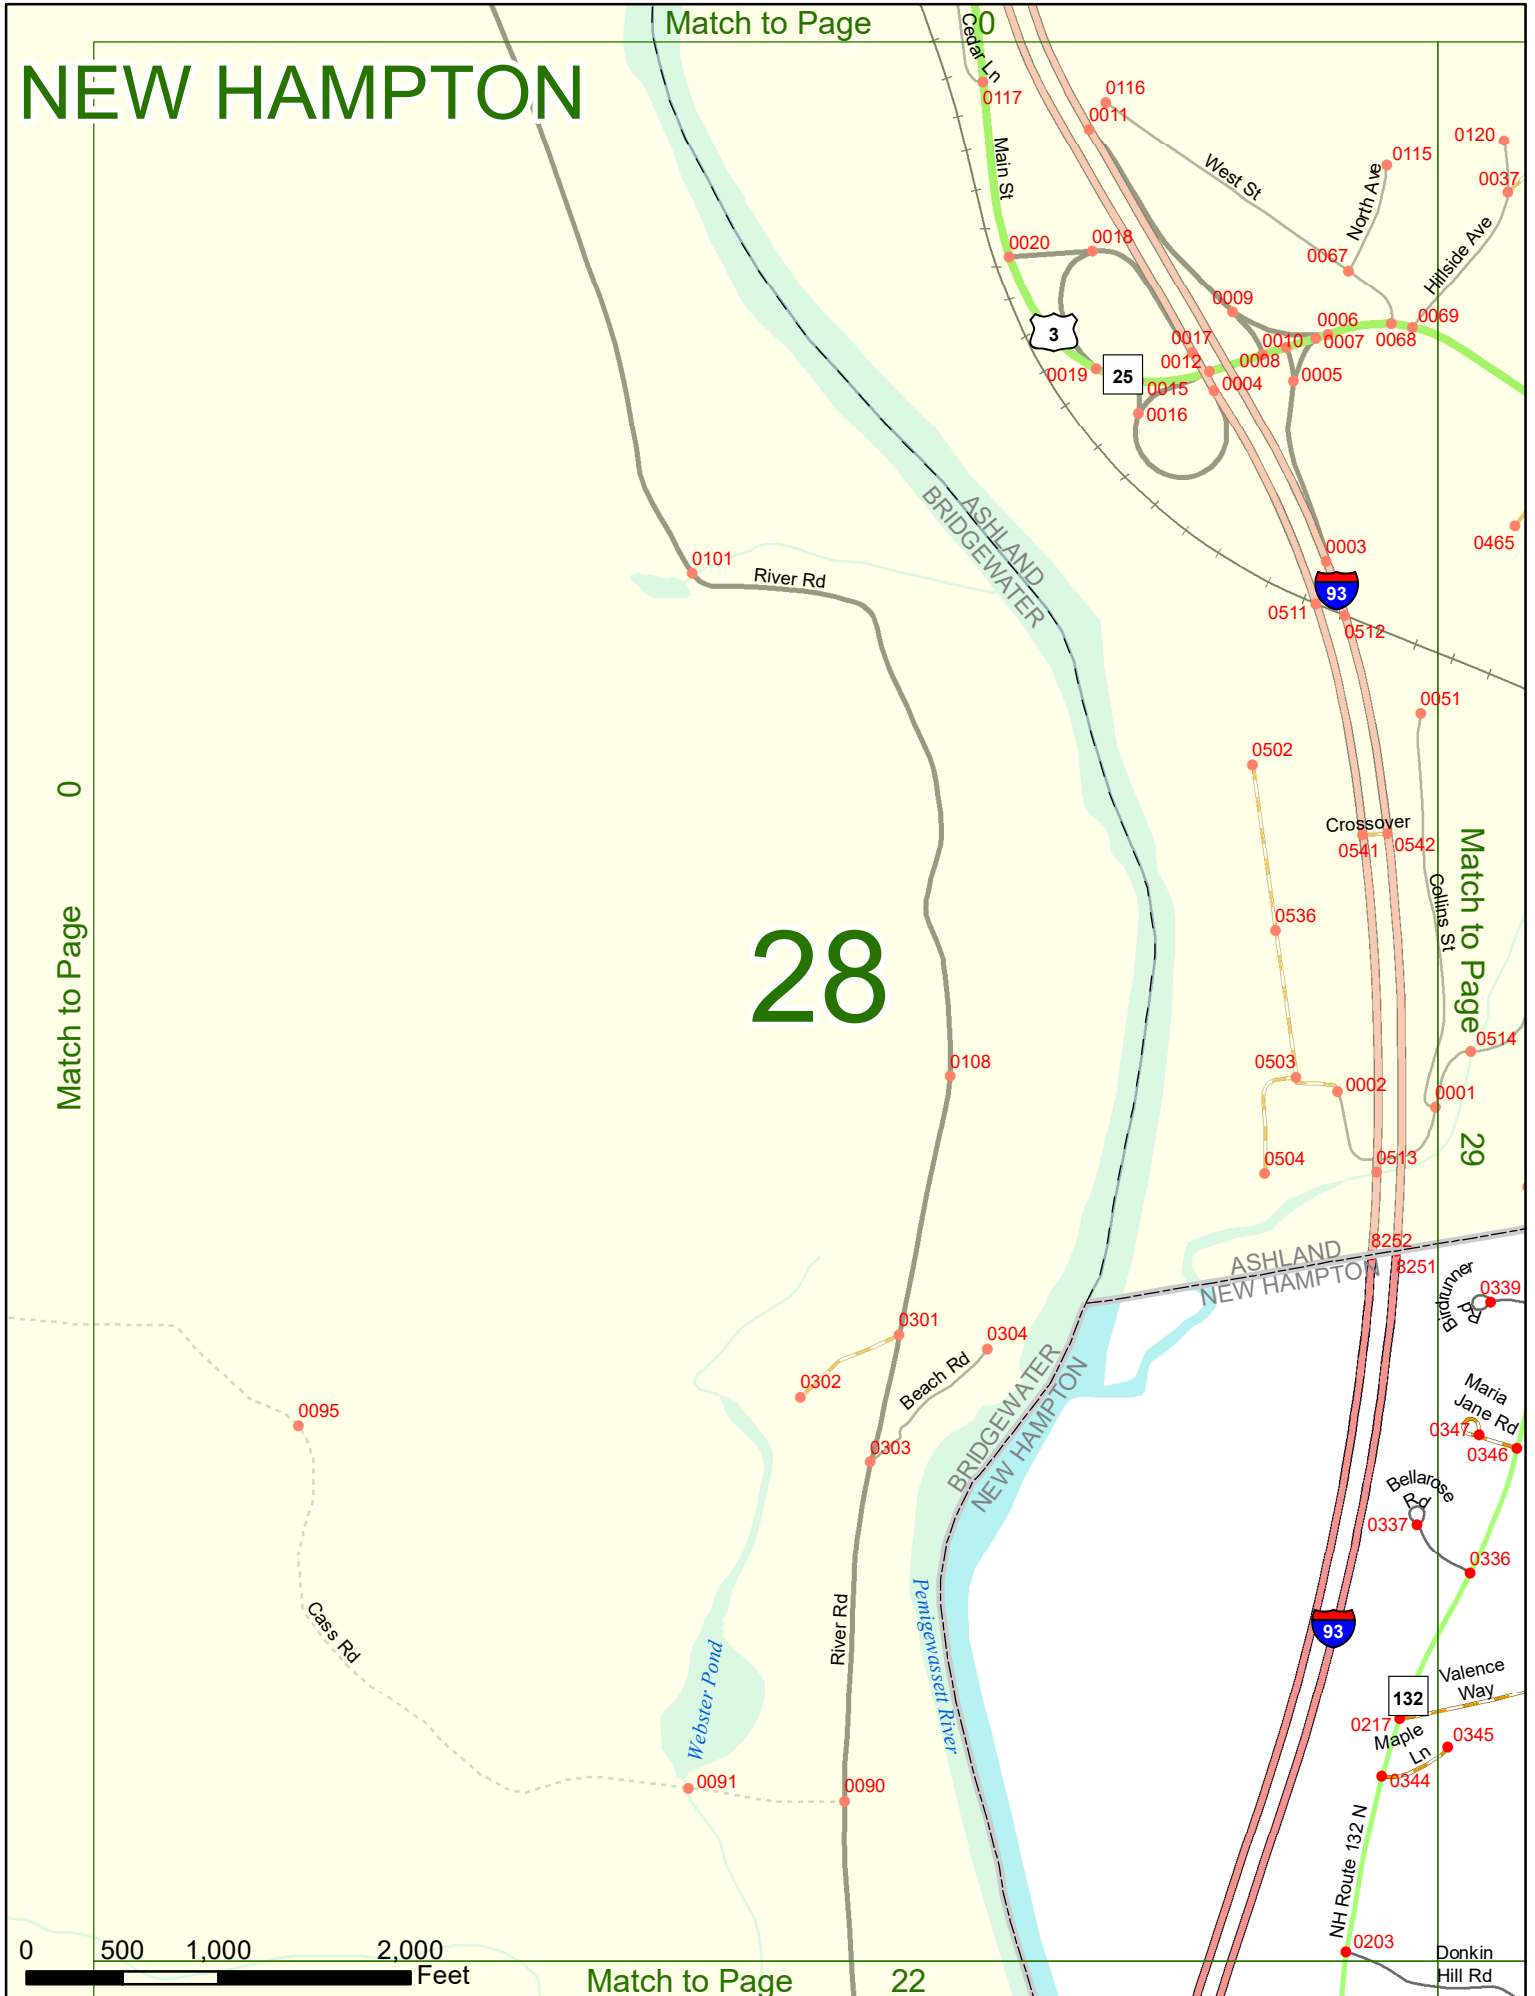 Match to Page 0
NEW HAMPTON
Cedar Ln
0117
0116
0011
0120
0115
0037
Main St
West St
North Ave
Hillside Ave
0020
0018
0067
0009
3
0006
0069
0017
0010
0007
0068
0012
0008
0019
25
0015
0004
0005
0016
ASHLAND
BRIDGEWATER
0465
0003
0101
River Rd
93
0511
0512
0051
0502
0
Match to Page
Crossover
0541
0542
Collins St
Match to Page
29
0536
28
0514
0108
0503
0002
0001
0504
0513
8252
ASHLAND
NEW HAMPTON
8251
Birdrunner
Rd
0339
0301
0304
0302
Beach Rd
BRIDGEWATER
NEW HAMPTON
Maria
Jane Rd
0095
0347
0346
0303
Bellarose
Rd
0337
0336
Cass Rd
River Rd
Pemigewassett River
93
Webster Pond
Valence
Way
132
0217
Maple
Ln
0345
0344
0091
0090
NH Route 132 N
0203
Donkin
Hill Rd
0 500 1,000 2,000
Feet
Match to Page 22